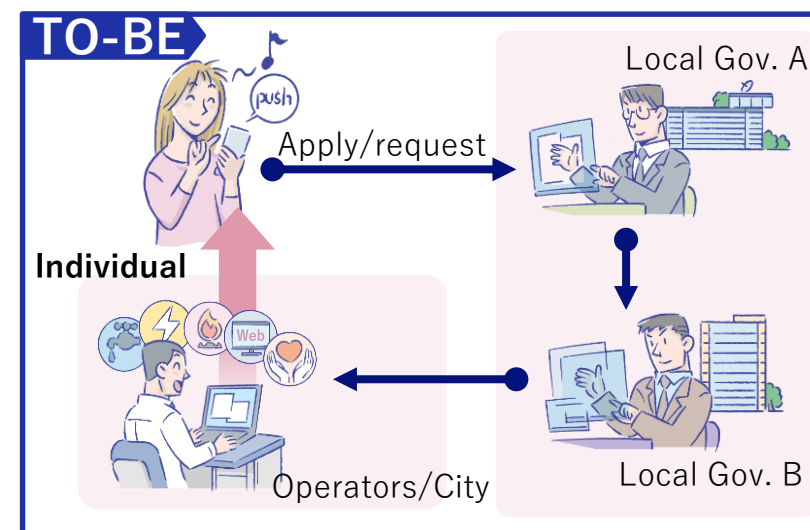 TO-BE
push
Apply/request
Local Gov. A
Individual
Web
Operators/City
Local Gov. B